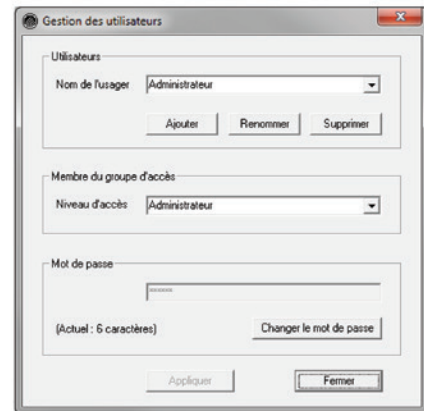 Gestion des utilisateurs
Utilisateurs
Nom de l'usager Administrateur
Ajouter Renommer Supprimer
Membre du groupe d'accès
Niveau d'accès Administrateur
Mot de passe
******
(Actuel : 6 caractères) Changer le mot de passe
Appliquer Fermer